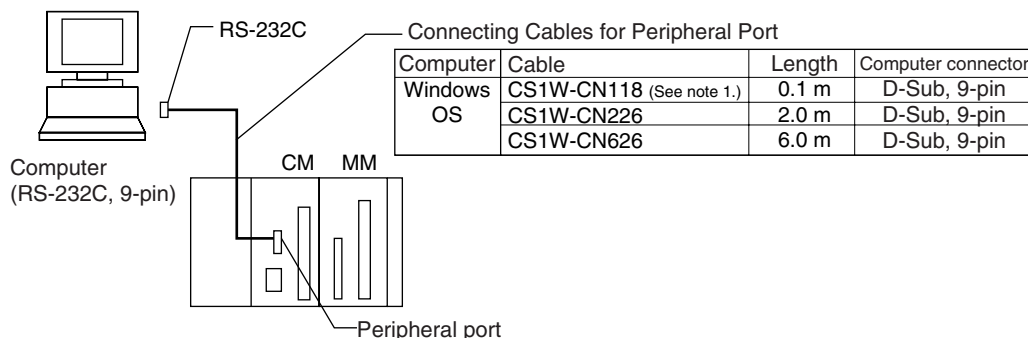 RS-232C
Connecting Cables for Peripheral Port
Computer Cable Length Computer connector
Windows OS CS1W-CN118 (See note 1.) 0.1 m D-Sub, 9-pin
CS1W-CN226 2.0 m D-Sub, 9-pin
CS1W-CN626 6.0 m D-Sub, 9-pin
Computer
(RS-232C, 9-pin)
CM MM
Peripheral port